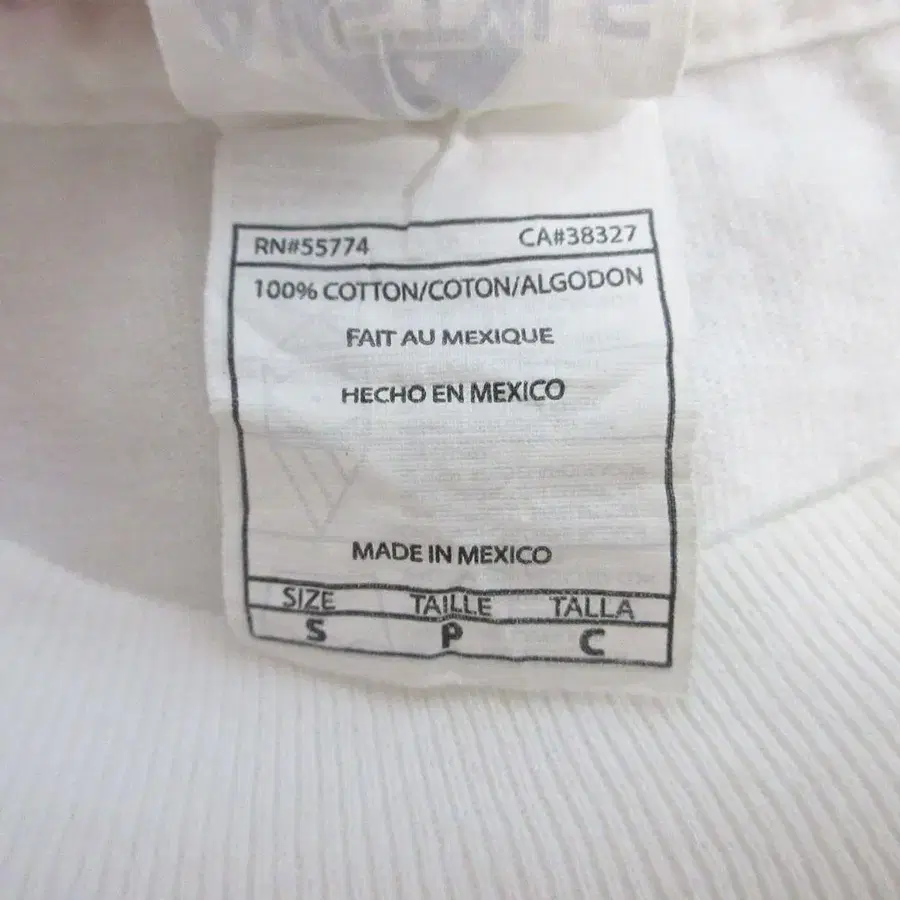 RN#55774 CA#38327
100% COTTON/COTON/ALGODON
FAIT AU MEXIQUE
HECHO EN MEXICO
MADE IN MEXICO
SIZE TAILLE TALLA
S P C